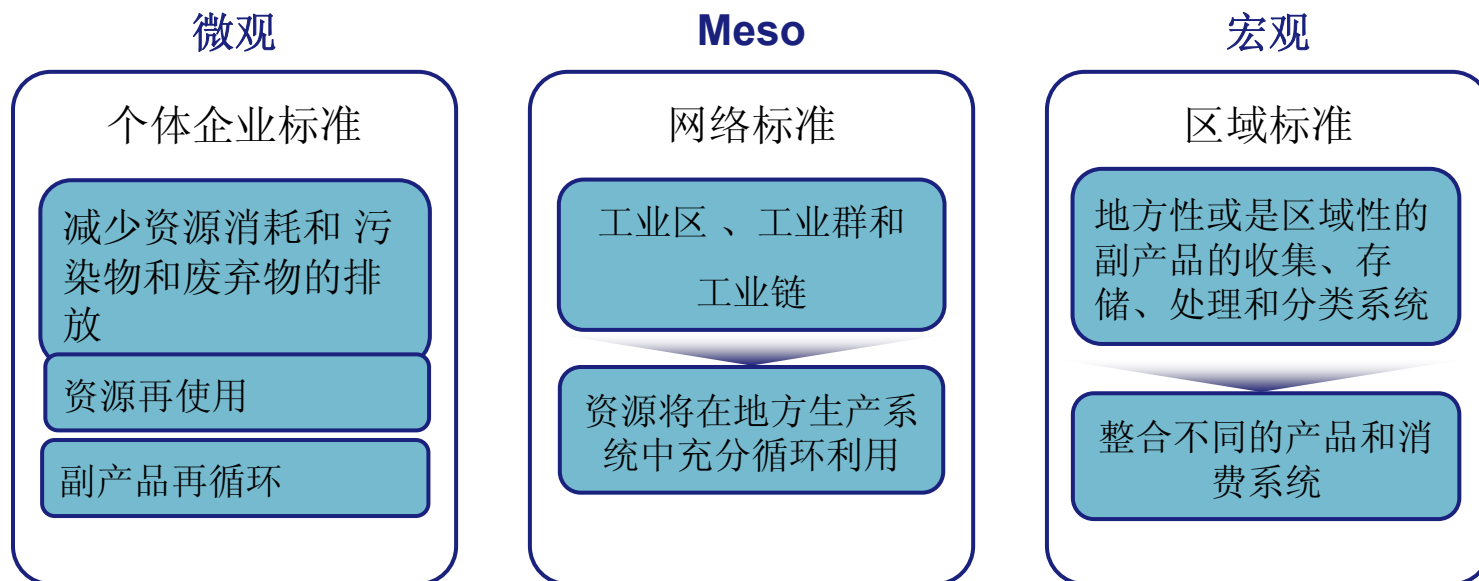 微观
个体企业标准
减少资源消耗和 污
染物和废弃物的排
放
资源再使用
副产品再循环
Meso
网络标准
工业区 、工业群和
工业链
资源将在地方生产系
统中充分循环利用
宏观
区域标准
地方性或是区域性的
副产品的收集、存
储、处理和分类系统
整合不同的产品和消
费系统